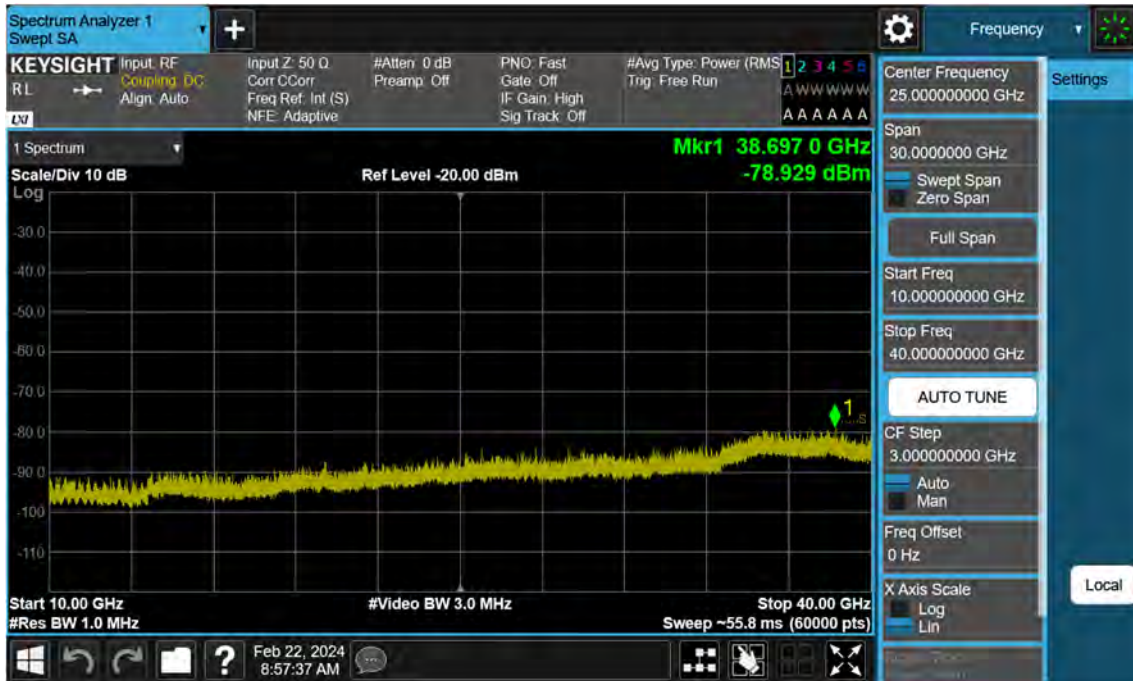 Spectrum Analyzer 1
Swept SA
Frequency
KEYSIGHT
RL
LXI
Input: RF
Coupling: DC
Align: Auto
Input Z: 50 Ω
Corr CCorr
Freq Ref: Int (S)
NFE: Adaptive
#Atten: 0 dB
Preamp: Off
PNO: Fast
Gate: Off
IF Gain: High
Sig Track: Off
#Avg Type: Power (RMS
Trig: Free Run
1 2 3 4 5 6
A W W W W W
A A A A A A
1 Spectrum
Scale/Div 10 dB
Ref Level -20.00 dBm
Mkr1 38.697 0 GHz
-78.929 dBm
Log
-30.0
-40.0
-50.0
-60.0
-70.0
-80.0
-90.0
-100
-110
1
Start 10.00 GHz
#Res BW 1.0 MHz
#Video BW 3.0 MHz
Stop 40.00 GHz
Sweep ~55.8 ms (60000 pts)
Feb 22, 2024
8:57:37 AM
Center Frequency
25.000000000 GHz
Span
30.0000000 GHz
Swept Span
Zero Span
Full Span
Start Freq
10.000000000 GHz
Stop Freq
40.000000000 GHz
AUTO TUNE
CF Step
3.000000000 GHz
Auto
Man
Freq Offset
0 Hz
X Axis Scale
Log
Lin
Settings
Local